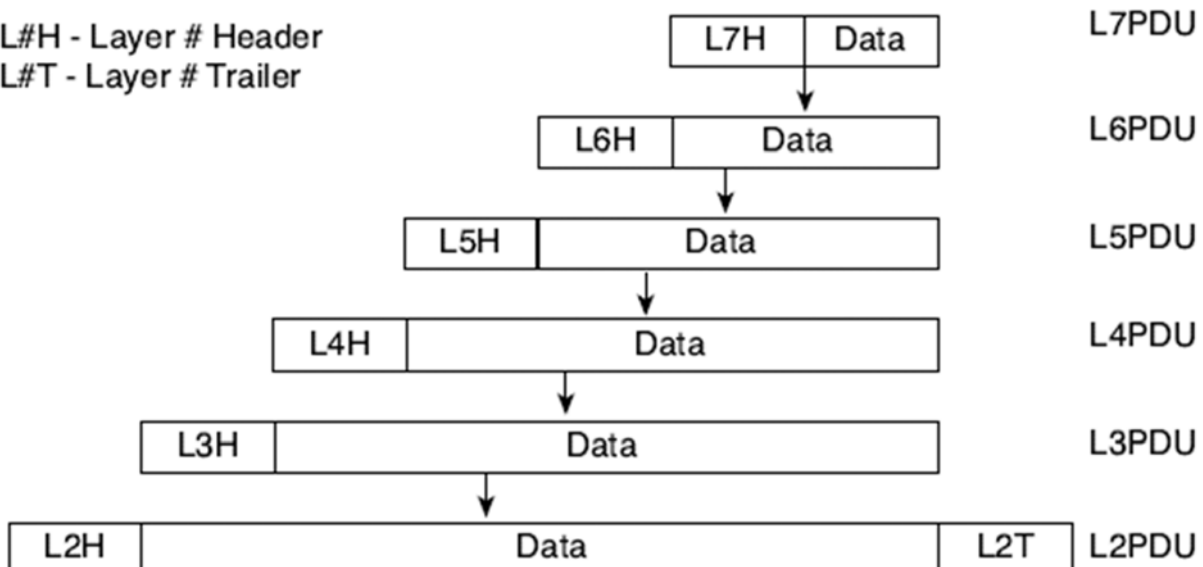 L#H - Layer # Header
L#T - Layer # Trailer
L7H Data L7PDU
L6H Data L6PDU
L5H Data L5PDU
L4H Data L4PDU
L3H Data L3PDU
L2H Data L2T L2PDU